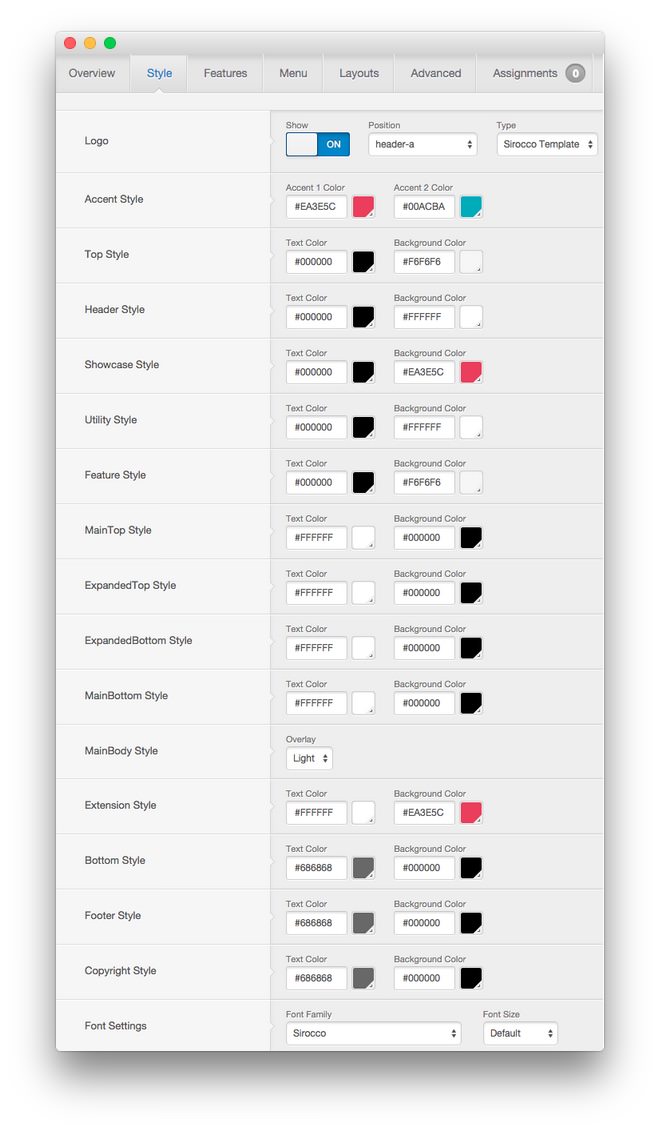 Overview Style Features Menu Layouts Advanced Assignments 0
Show Position Type
Logo ON header-a Sirocco Template
Accent 1 Color Accent 2 Color
Accent Style #EA3E5C #00ACBA
Text Color Background Color
Top Style #000000 #F6F6F6
Text Color Background Color
Header Style #000000 #FFFFFF
Text Color Background Color
Showcase Style #000000 #EA3E5C
Text Color Background Color
Utility Style #000000 #FFFFFF
Text Color Background Color
Feature Style #000000 #F6F6F6
Text Color Background Color
MainTop Style #FFFFFF #000000
Text Color Background Color
ExpandedTop Style #FFFFFF #000000
Text Color Background Color
ExpandedBottom Style #FFFFFF #000000
Text Color Background Color
MainBottom Style #FFFFFF #000000
Overlay
MainBody Style Light
Text Color Background Color
Extension Style #FFFFFF #EA3E5C
Text Color Background Color
Bottom Style #686868 #000000
Text Color Background Color
Footer Style #686868 #000000
Text Color Background Color
Copyright Style #686868 #000000
Font Family Font Size
Font Settings Sirocco Default